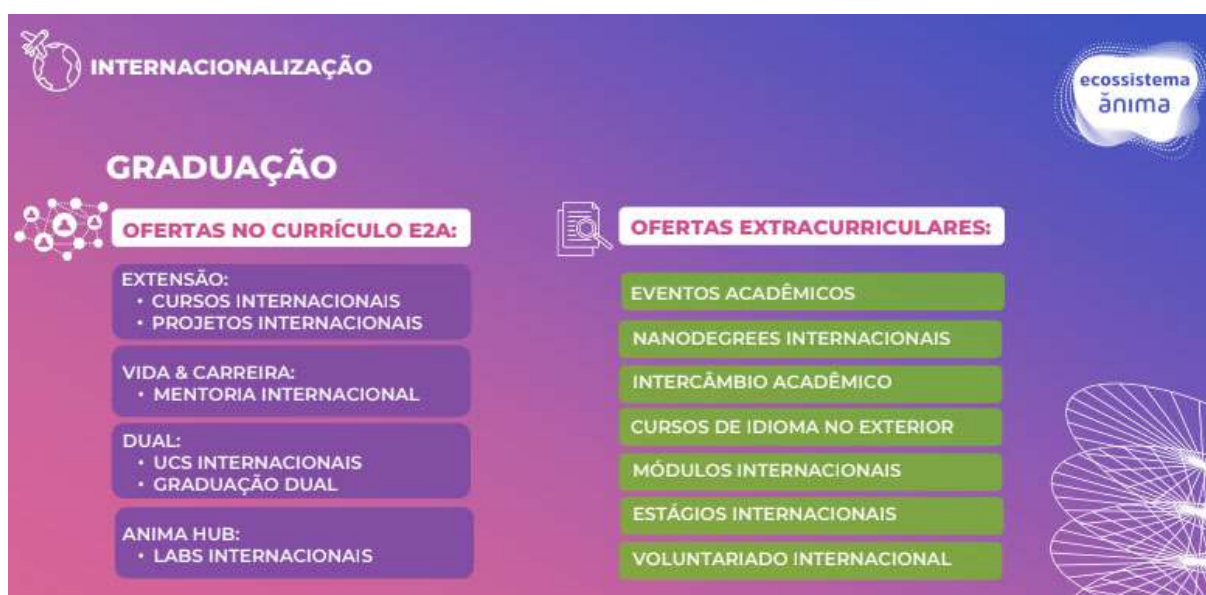 INTERNACIONALIZAÇÃO
ecossistema
ănıma
GRADUAÇÃO
OFERTAS NO CURRÍCULO E2A:
EXTENSÃO:
• CURSOS INTERNACIONAIS
• PROJETOS INTERNACIONAIS
VIDA & CARREIRA:
• MENTORIA INTERNACIONAL
DUAL:
• UCS INTERNACIONAIS
• GRADUAÇÃO DUAL
ANIMA HUB:
• LABS INTERNACIONAIS
OFERTAS EXTRACURRICULARES:
EVENTOS ACADÊMICOS
NANODEGREES INTERNACIONAIS
INTERCÂMBIO ACADÊMICO
CURSOS DE IDIOMA NO EXTERIOR
MÓDULOS INTERNACIONAIS
ESTÁGIOS INTERNACIONAIS
VOLUNTARIADO INTERNACIONAL